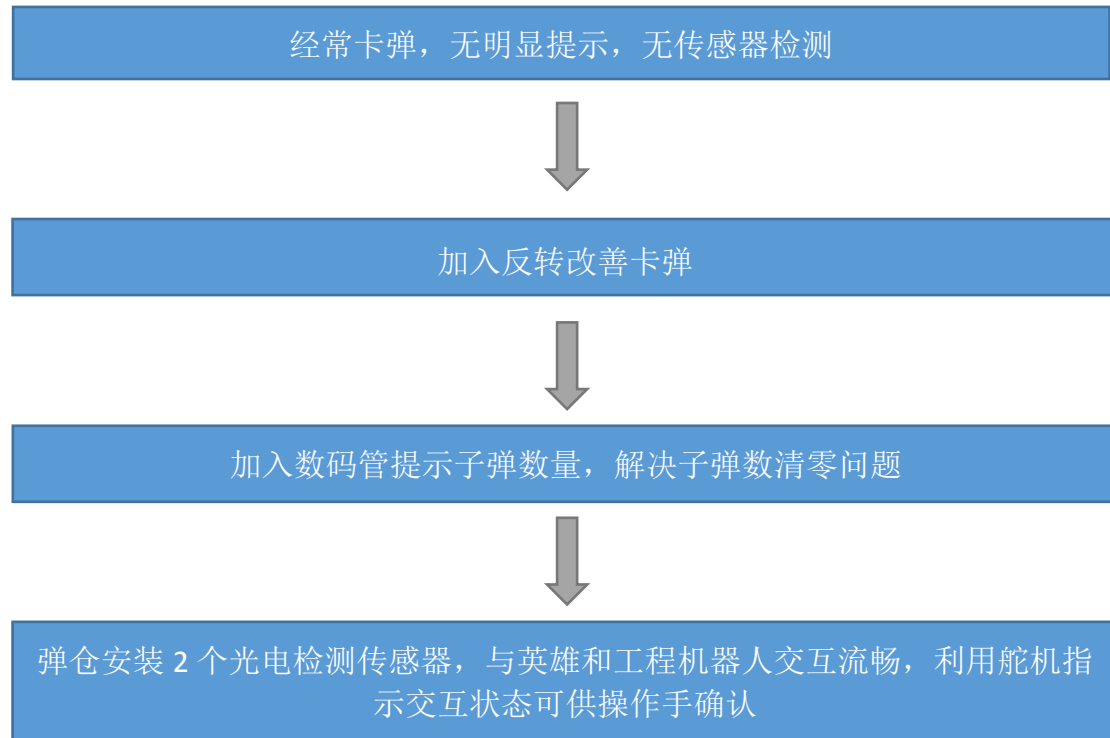 经常卡弹，无明显提示，无传感器检测
加入反转改善卡弹
加入数码管提示子弹数量，解决子弹数清零问题
弹仓安装 2 个光电检测传感器，与英雄和工程机器人交互流畅，利用舵机指
示交互状态可供操作手确认